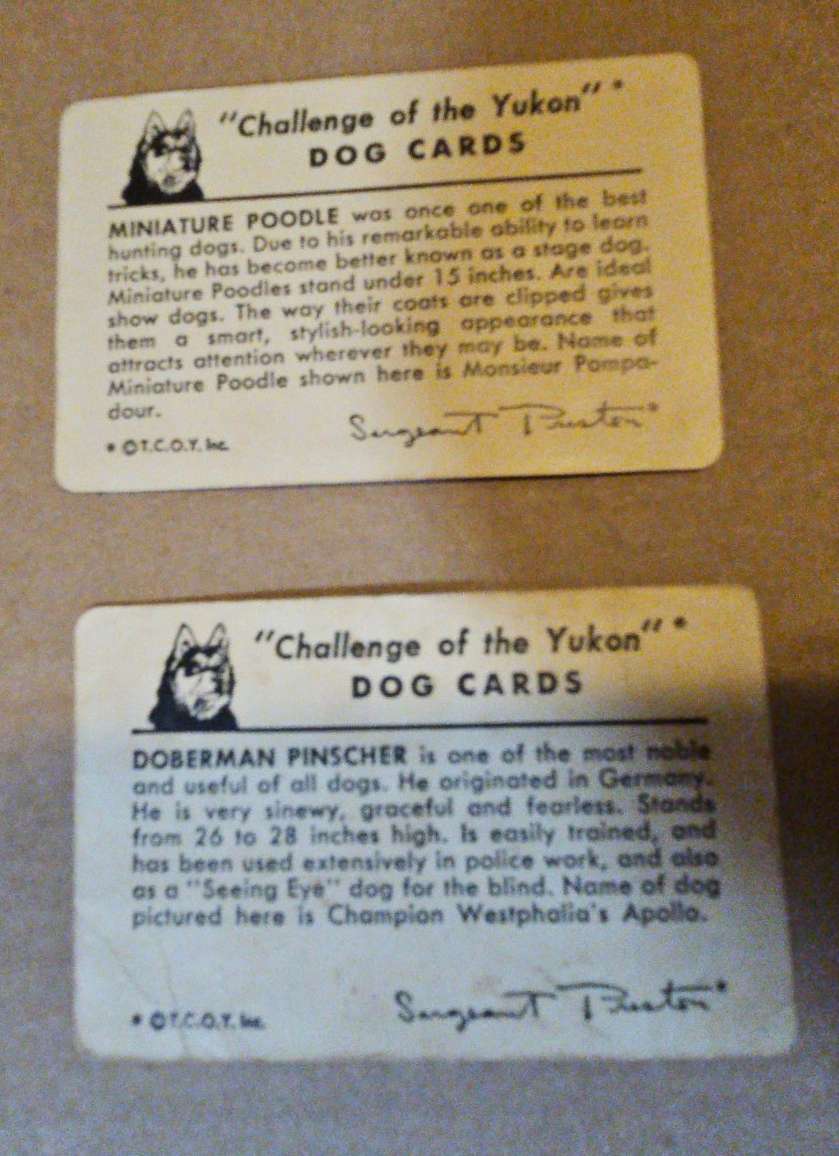 "Challenge of the Yukon" *
DOG CARDS
MINIATURE POODLE was once one of the best
hunting dogs. Due to his remarkable ability to learn
tricks, he has become better known as a stage dog.
Miniature Poodles stand under 15 inches. Are ideal
show dogs. The way their coats are clipped gives
them a smart, stylish-looking appearance that
attracts attention wherever they may be. Name of
Miniature Poodle shown here is Monsieur Pompa-
dour.
Sergeant Preston*
* ©T.C.O.Y. Inc.
"Challenge of the Yukon" *
DOG CARDS
DOBERMAN PINSCHER is one of the most noble
and useful of all dogs. He originated in Germany.
He is very sinewy, graceful and fearless. Stands
from 26 to 28 inches high. Is easily trained, and
has been used extensively in police work, and also
as a "Seeing Eye" dog for the blind. Name of dog
pictured here is Champion Westphalia's Apollo.
Sergeant Preston*
* ©T.C.O.Y. Inc.